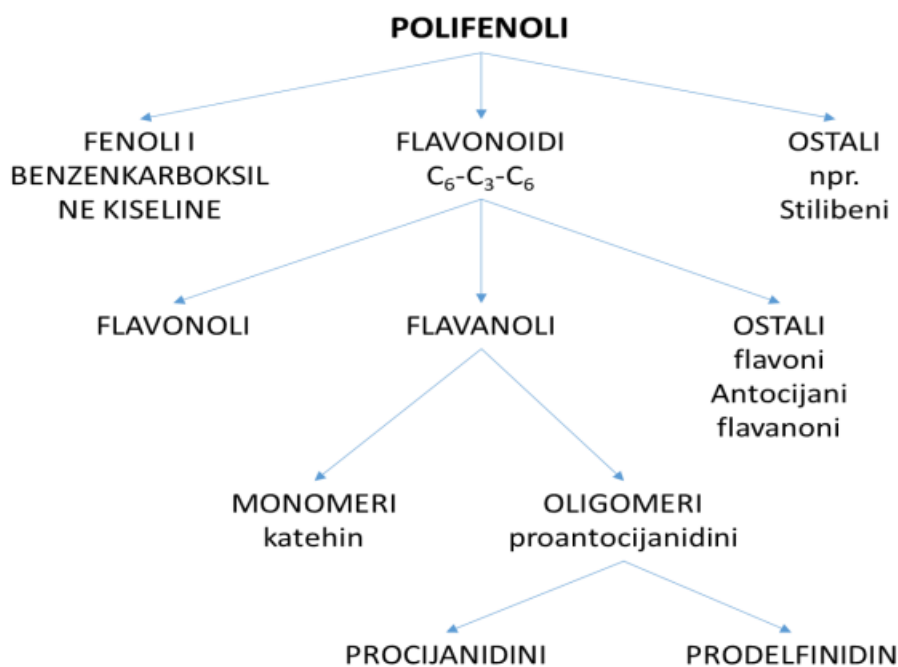 POLIFENOLI
FENOLI I
BENZENKARBOKSIL
NE KISELINE
FLAVONOIDI
C₆-C₃-C₆
OSTALI
npr.
Stilibeni
FLAVONOLI
FLAVANOLI
OSTALI
flavoni
Antocijani
flavanoni
MONOMERI
katehin
OLIGOMERI
proantocijanidini
PROCIJANIDINI
PRODELFINIDIN